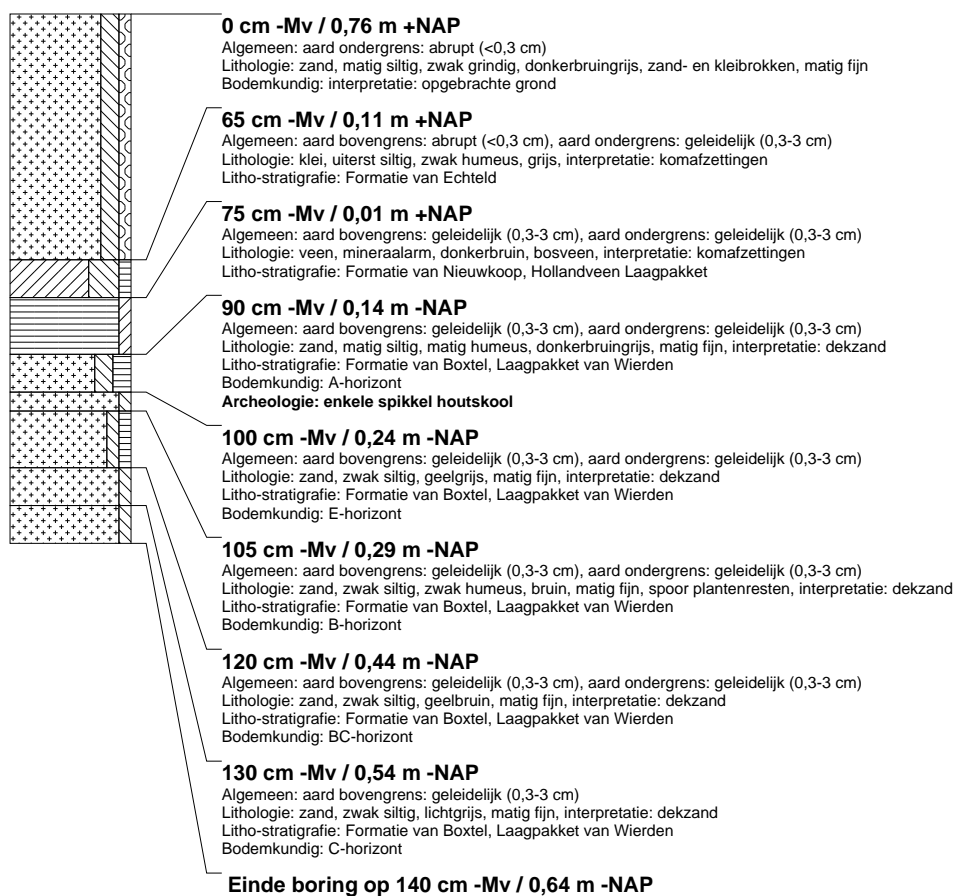 0 cm -Mv / 0,76 m +NAP
Algemeen: aard ondergrens: abrupt (<0,3 cm)
Lithologie: zand, matig siltig, zwak grindig, donkerbruingrijs, zand- en kleibrokken, matig fijn
Bodemkundig: interpretatie: opgebrachte grond
65 cm -Mv / 0,11 m +NAP
Algemeen: aard bovengrens: abrupt (<0,3 cm), aard ondergrens: geleidelijk (0,3-3 cm)
Lithologie: klei, uiterst siltig, zwak humeus, grijs, interpretatie: komafzettingen
Litho-stratigrafie: Formatie van Echteld
75 cm -Mv / 0,01 m +NAP
Algemeen: aard bovengrens: geleidelijk (0,3-3 cm), aard ondergrens: geleidelijk (0,3-3 cm)
Lithologie: veen, mineraalarm, donkerbruin, bosveen, interpretatie: komafzettingen
Litho-stratigrafie: Formatie van Nieuwkoop, Hollandveen Laagpakket
90 cm -Mv / 0,14 m -NAP
Algemeen: aard bovengrens: geleidelijk (0,3-3 cm), aard ondergrens: geleidelijk (0,3-3 cm)
Lithologie: zand, matig siltig, matig humeus, donkerbruingrijs, matig fijn, interpretatie: dekzand
Litho-stratigrafie: Formatie van Boxtel, Laagpakket van Wierden
Bodemkundig: A-horizont
Archeologie: enkele spikkel houtskool
100 cm -Mv / 0,24 m -NAP
Algemeen: aard bovengrens: geleidelijk (0,3-3 cm), aard ondergrens: geleidelijk (0,3-3 cm)
Lithologie: zand, zwak siltig, geelgrijs, matig fijn, interpretatie: dekzand
Litho-stratigrafie: Formatie van Boxtel, Laagpakket van Wierden
Bodemkundig: E-horizont
105 cm -Mv / 0,29 m -NAP
Algemeen: aard bovengrens: geleidelijk (0,3-3 cm), aard ondergrens: geleidelijk (0,3-3 cm)
Lithologie: zand, zwak siltig, zwak humeus, bruin, matig fijn, spoor plantenresten, interpretatie: dekzand
Litho-stratigrafie: Formatie van Boxtel, Laagpakket van Wierden
Bodemkundig: B-horizont
120 cm -Mv / 0,44 m -NAP
Algemeen: aard bovengrens: geleidelijk (0,3-3 cm), aard ondergrens: geleidelijk (0,3-3 cm)
Lithologie: zand, zwak siltig, geelbruin, matig fijn, interpretatie: dekzand
Litho-stratigrafie: Formatie van Boxtel, Laagpakket van Wierden
Bodemkundig: BC-horizont
130 cm -Mv / 0,54 m -NAP
Algemeen: aard bovengrens: geleidelijk (0,3-3 cm)
Lithologie: zand, zwak siltig, lichtgrijs, matig fijn, interpretatie: dekzand
Litho-stratigrafie: Formatie van Boxtel, Laagpakket van Wierden
Bodemkundig: C-horizont
Einde boring op 140 cm -Mv / 0,64 m -NAP